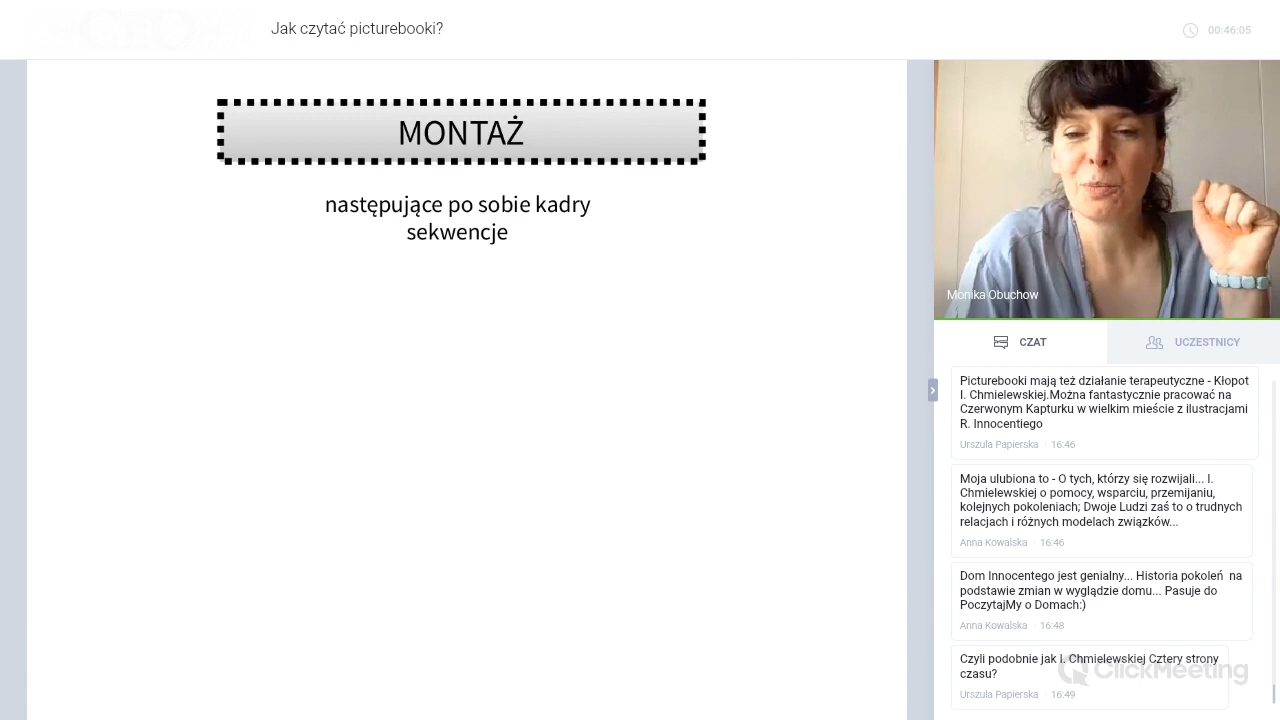 Jak czytać picturebooki?
00:46:05
MONTAŻ
następujące po sobie kadry
sekwencje
Monika Obuchow
CZAT
UCZESTNICY
Picturebooki mają też działanie terapeutyczne - Kłopot
I. Chmielewskiej.Można fantastycznie pracować na
Czerwonym Kapturku w wielkim mieście z ilustracjami
R. Innocentiego
Urszula Papierska · 16:46
Moja ulubiona to - O tych, którzy się rozwijali... I.
Chmielewskiej o pomocy, wsparciu, przemijaniu,
kolejnych pokoleniach; Dwoje Ludzi zaś to o trudnych
relacjach i różnych modelach związków...
Anna Kowalska · 16:46
Dom Innocentego jest genialny... Historia pokoleń na
podstawie zmian w wyglądzie domu... Pasuje do
PoczytajMy o Domach:)
Anna Kowalska · 16:48
Czyli podobnie jak I. Chmielewskiej Cztery strony
czasu?
Urszula Papierska · 16:49
ClickMeeting